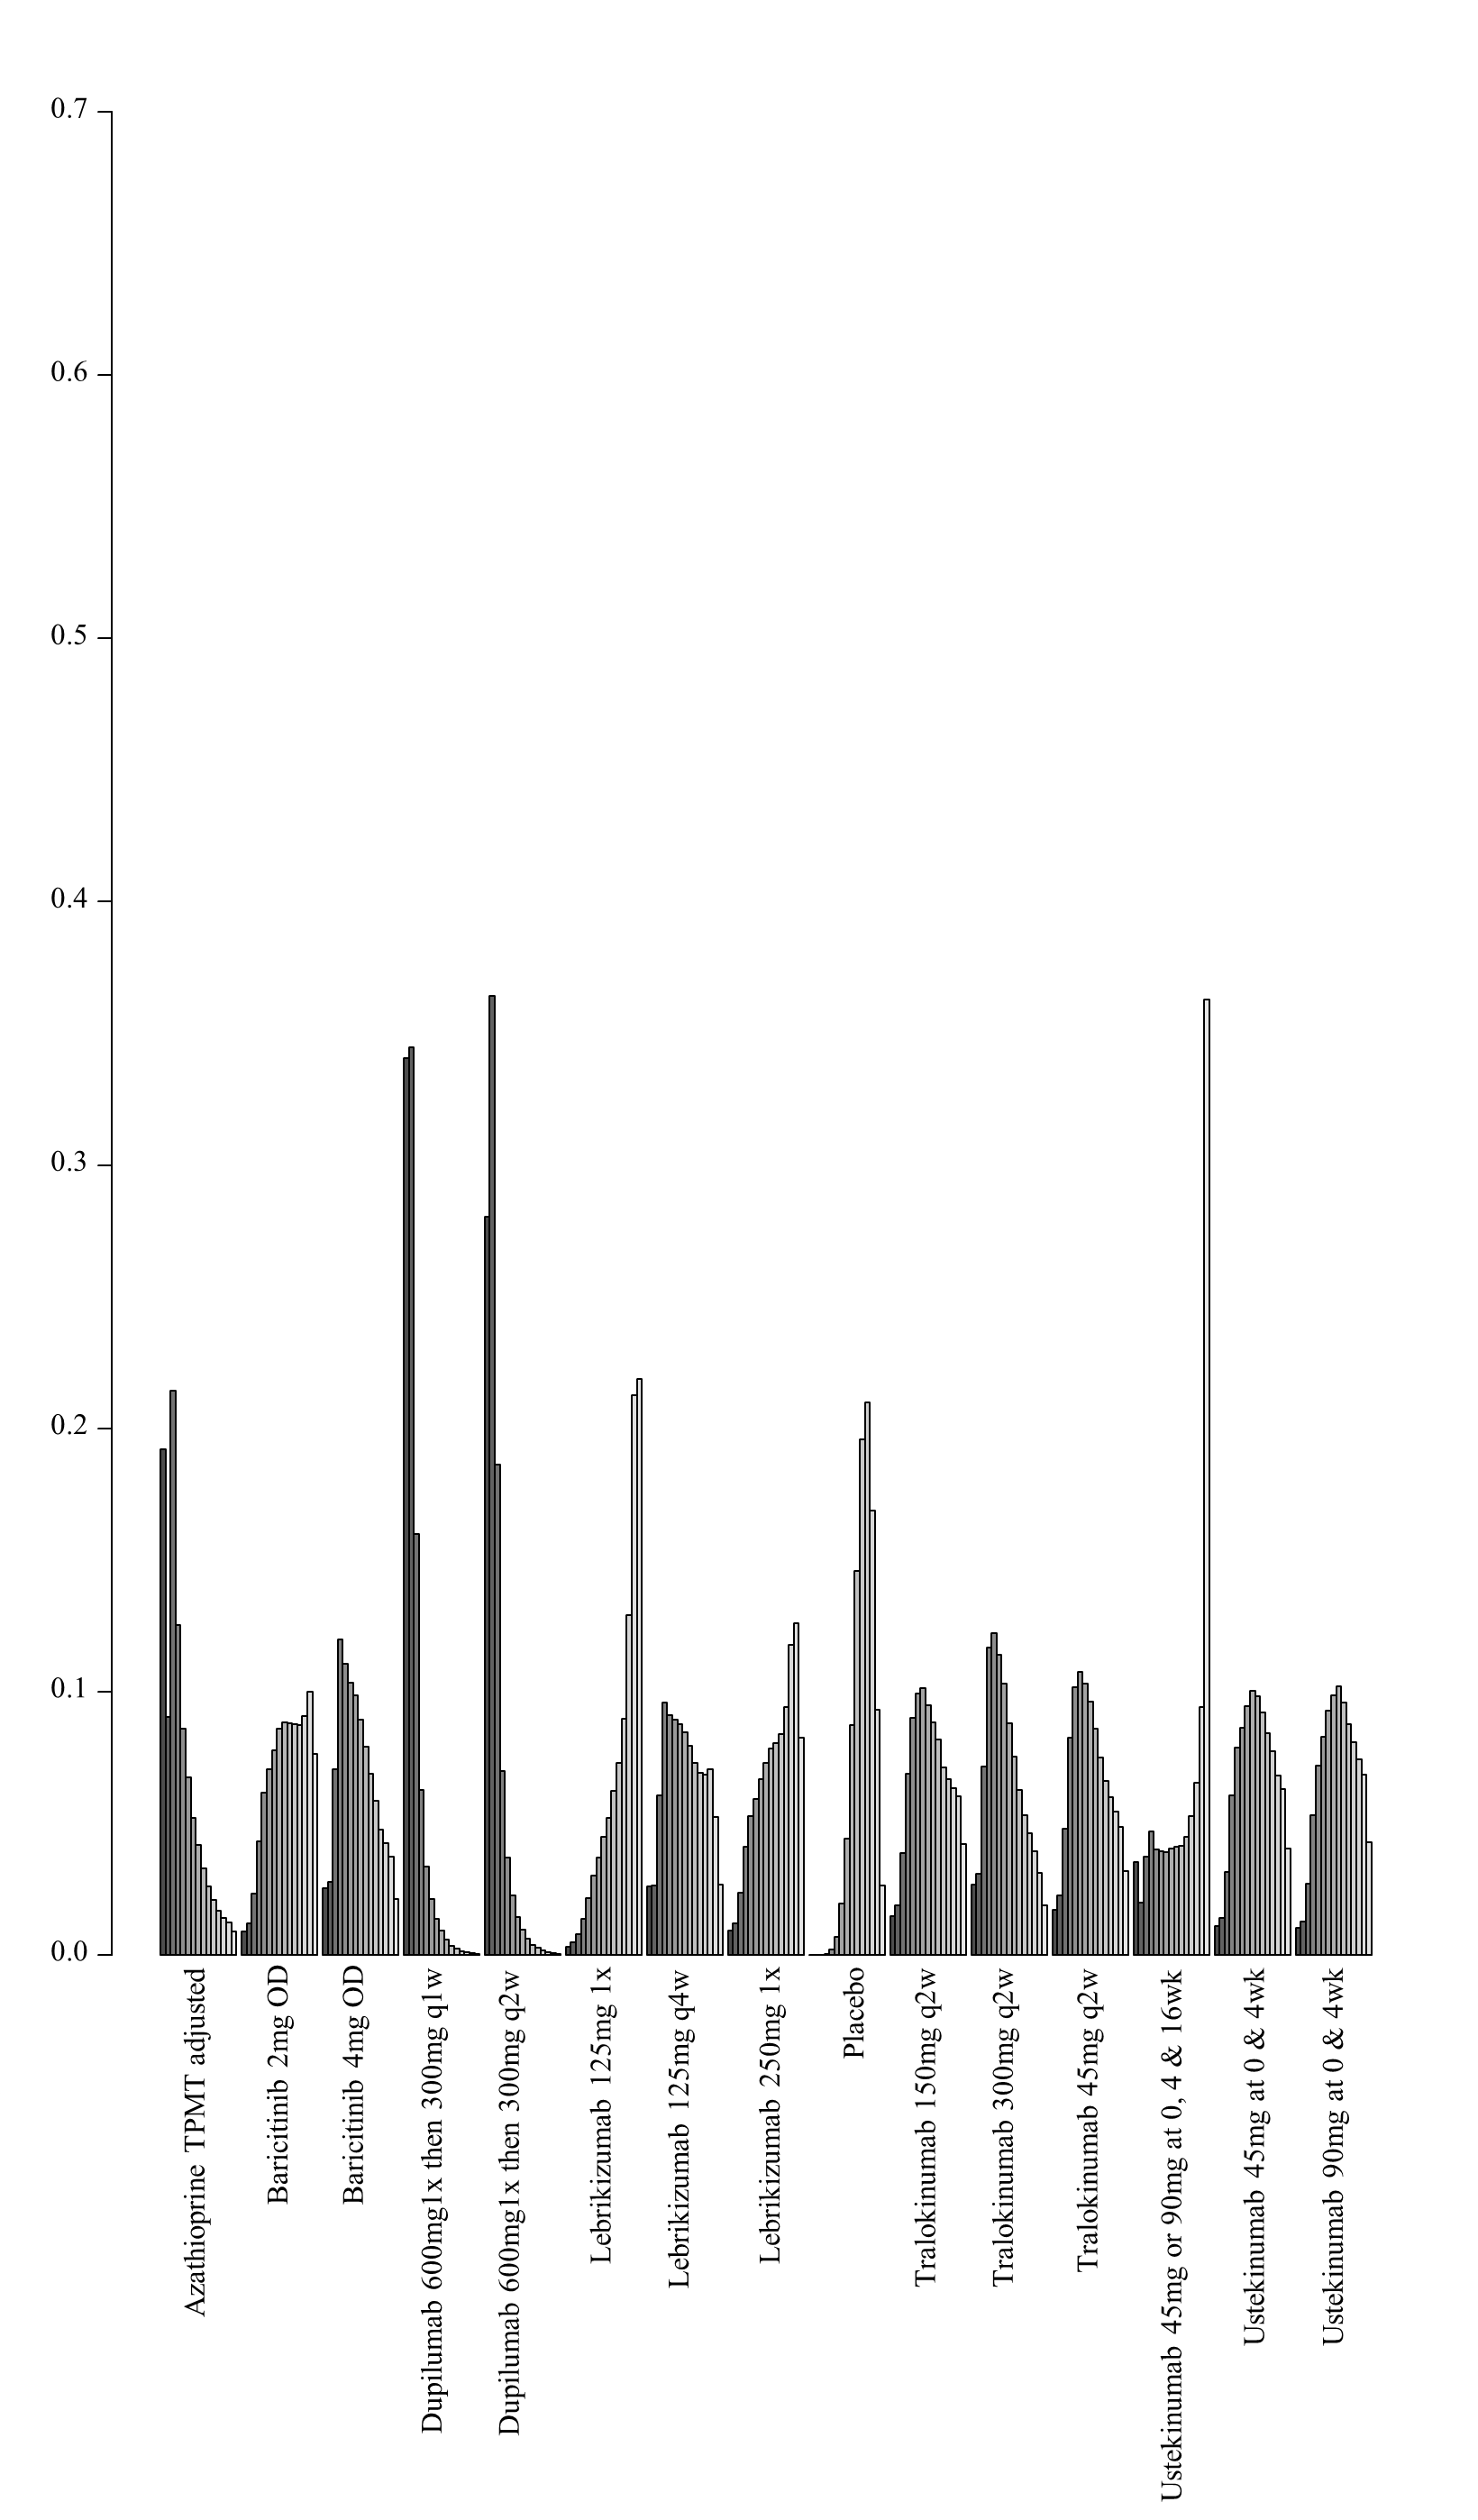 0.7
0.6
0.5
0.4
0.3
0.2
0.1
0.0
Azathioprine TPMT adjusted
Baricitinib 2mg OD
Baricitinib 4mg OD
Dupilumab 600mg1x then 300mg q1w
Dupilumab 600mg1x then 300mg q2w
Lebrikizumab 125mg 1x
Lebrikizumab 125mg q4w
Lebrikizumab 250mg 1x
Placebo
Tralokinumab 150mg q2w
Tralokinumab 300mg q2w
Tralokinumab 45mg q2w
Ustekinumab 45mg or 90mg at 0, 4 & 16wk
Ustekinumab 45mg at 0 & 4wk
Ustekinumab 90mg at 0 & 4wk